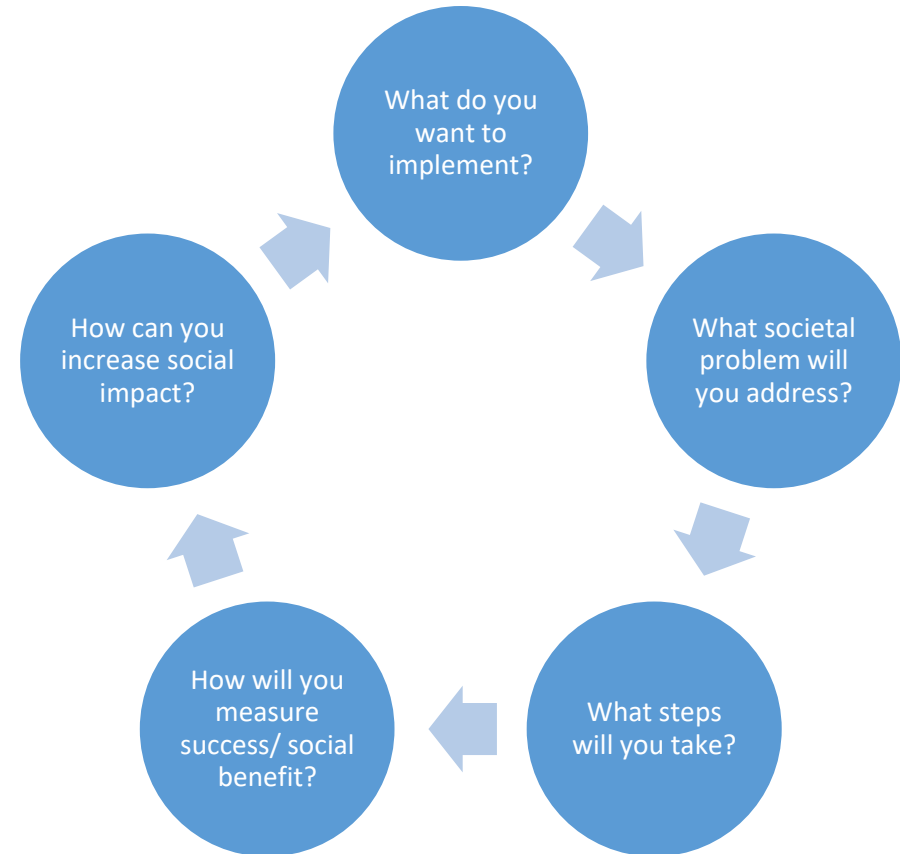 What do you
want to
implement?
What societal
problem will
you address?
What steps
will you take?
How will you
measure
success/ social
benefit?
How can you
increase social
impact?